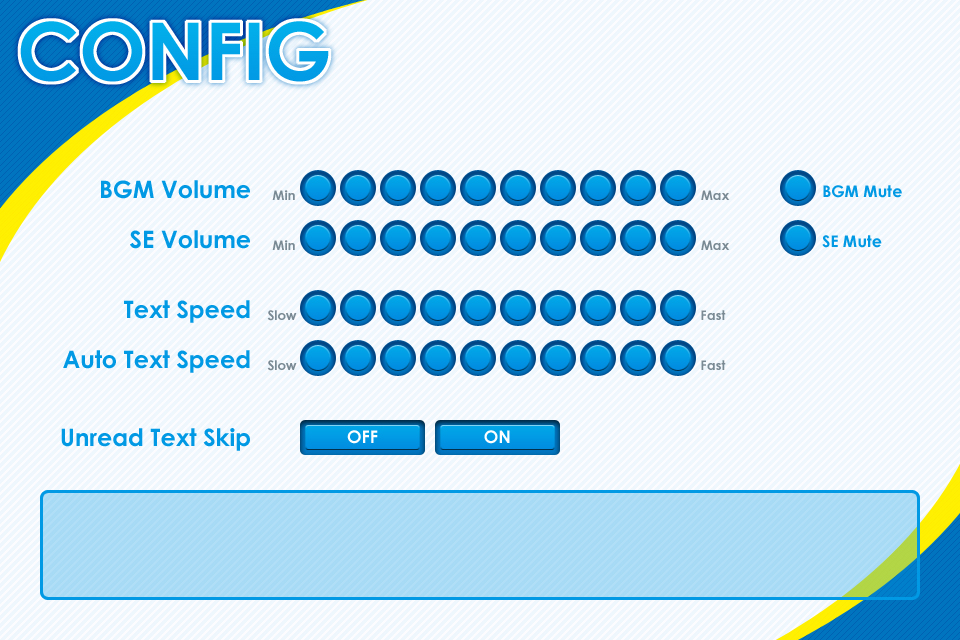 CONFIG
BGM Volume Min Max BGM Mute
SE Volume Min Max SE Mute
Text Speed Slow Fast
Auto Text Speed Slow Fast
Unread Text Skip OFF ON